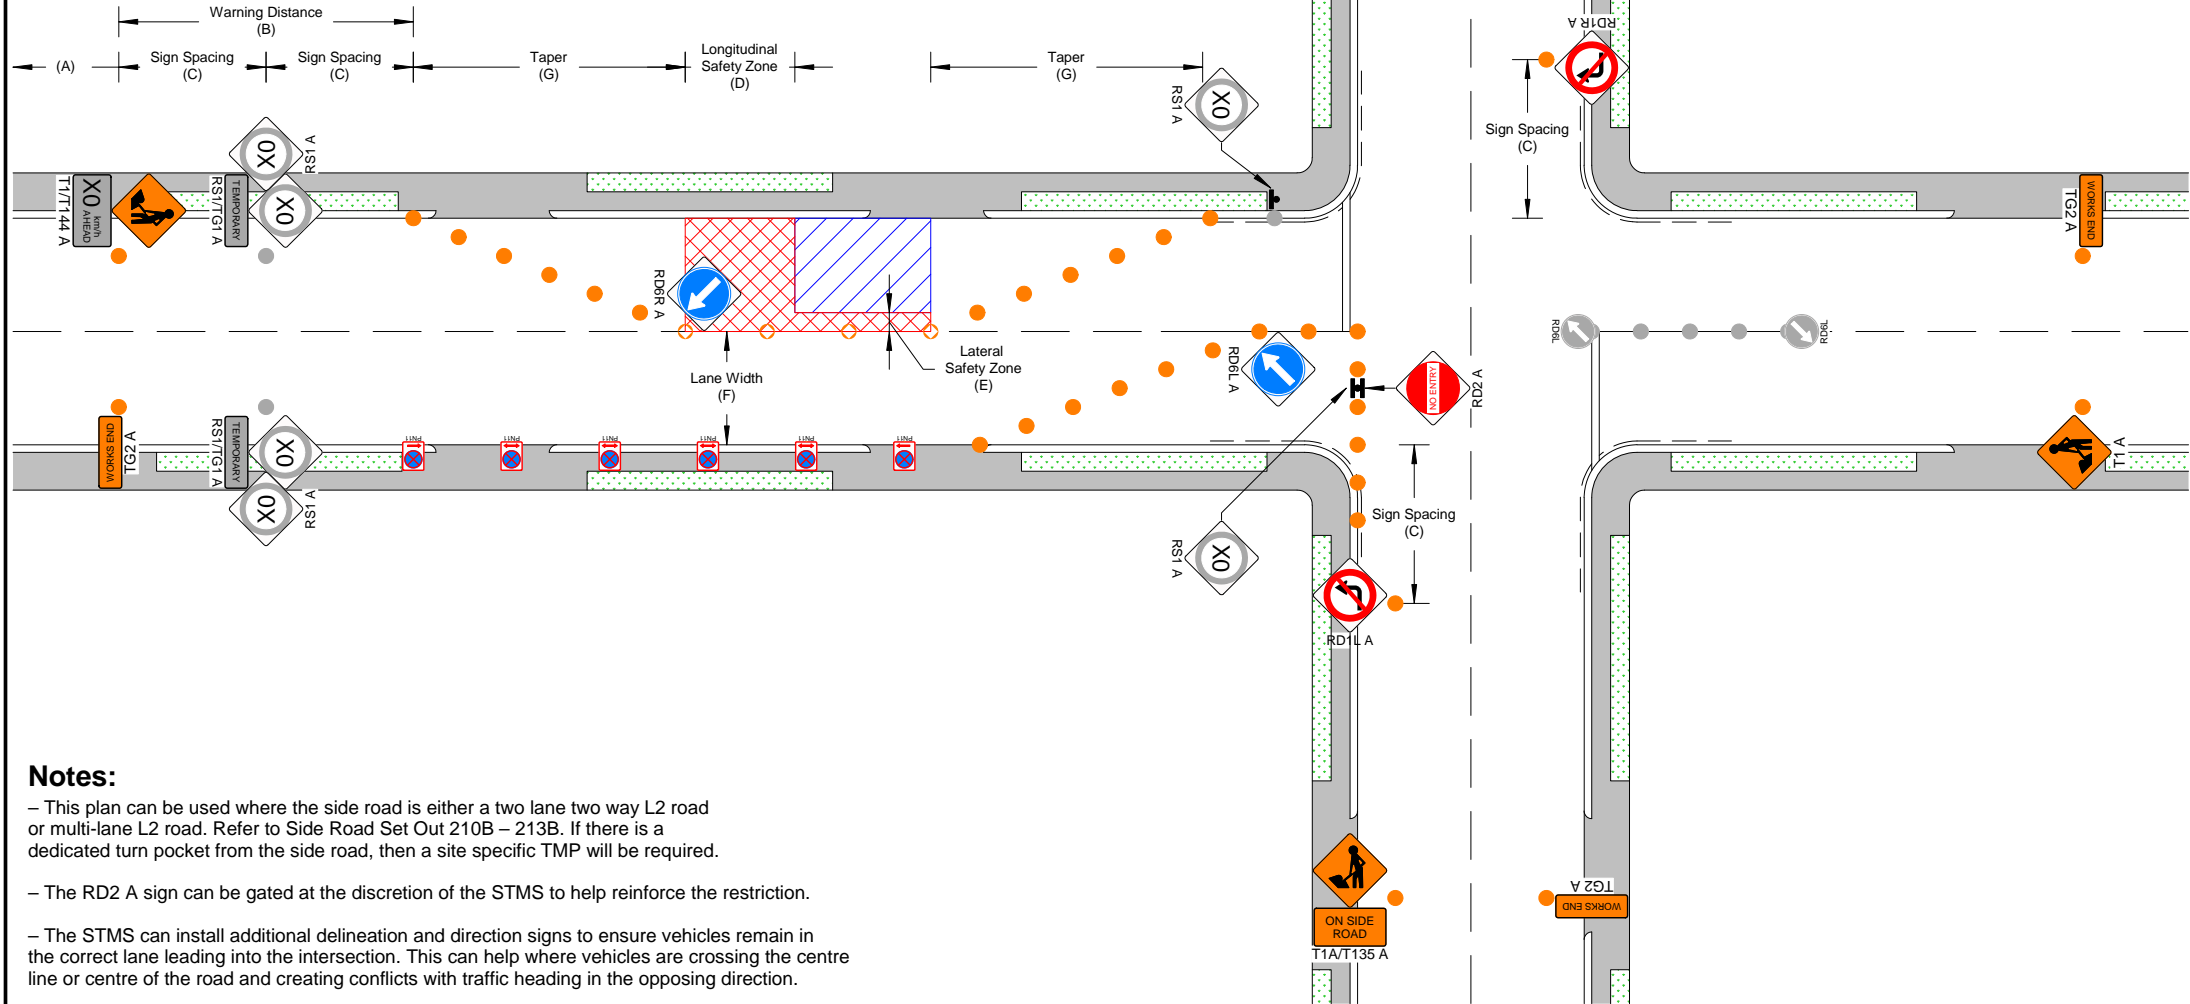 Warning Distance
(B)
(A)
Sign Spacing
(C)
Sign Spacing
(C)
Taper
(G)
Longitudinal
Safety Zone
(D)
Taper
(G)
RS1 A
X0
RD1R A
Sign Spacing
(C)
X0
RS1 A
X0
km/h
AHEAD
T1/T144 A
TEMPORARY
RS1/TG1 A
X0
WORKS END
TG2 A
RD6R A
Lane Width
(F)
Lateral
Safety Zone
(E)
RD6L A
NO ENTRY
RD2 A
RD6L
RD6L
WORKS END
TG2 A
TEMPORARY
RS1/TG1 A
X0
X0
RS1 A
PN11
PN11
PN11
PN11
PN11
PN11
T1 A
Sign Spacing
(C)
RS1 A
X0
RD1L A
ON SIDE
ROAD
T1A/T135 A
TG2 A
WORKS END
Notes:
– This plan can be used where the side road is either a two lane two way L2 road
or multi-lane L2 road. Refer to Side Road Set Out 210B – 213B. If there is a
dedicated turn pocket from the side road, then a site specific TMP will be required.
– The RD2 A sign can be gated at the discretion of the STMS to help reinforce the restriction.
– The STMS can install additional delineation and direction signs to ensure vehicles remain in
the correct lane leading into the intersection. This can help where vehicles are crossing the centre
line or centre of the road and creating conflicts with traffic heading in the opposing direction.